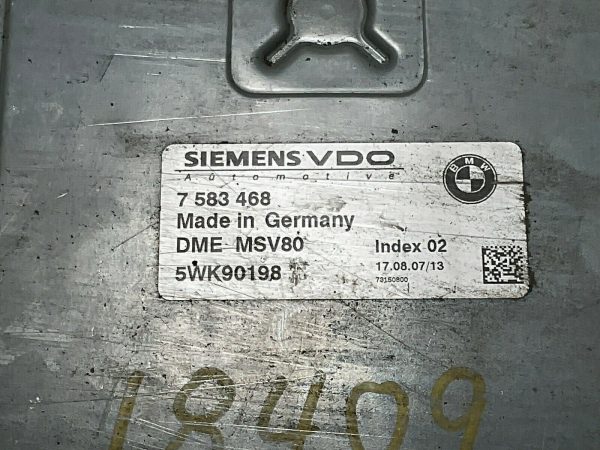 SIEMENS VDO
Automotive
BMW
7 583 468
Made in Germany
DME MSV80 Index 02
5WK90198 17.08.07/13
73150800
18409